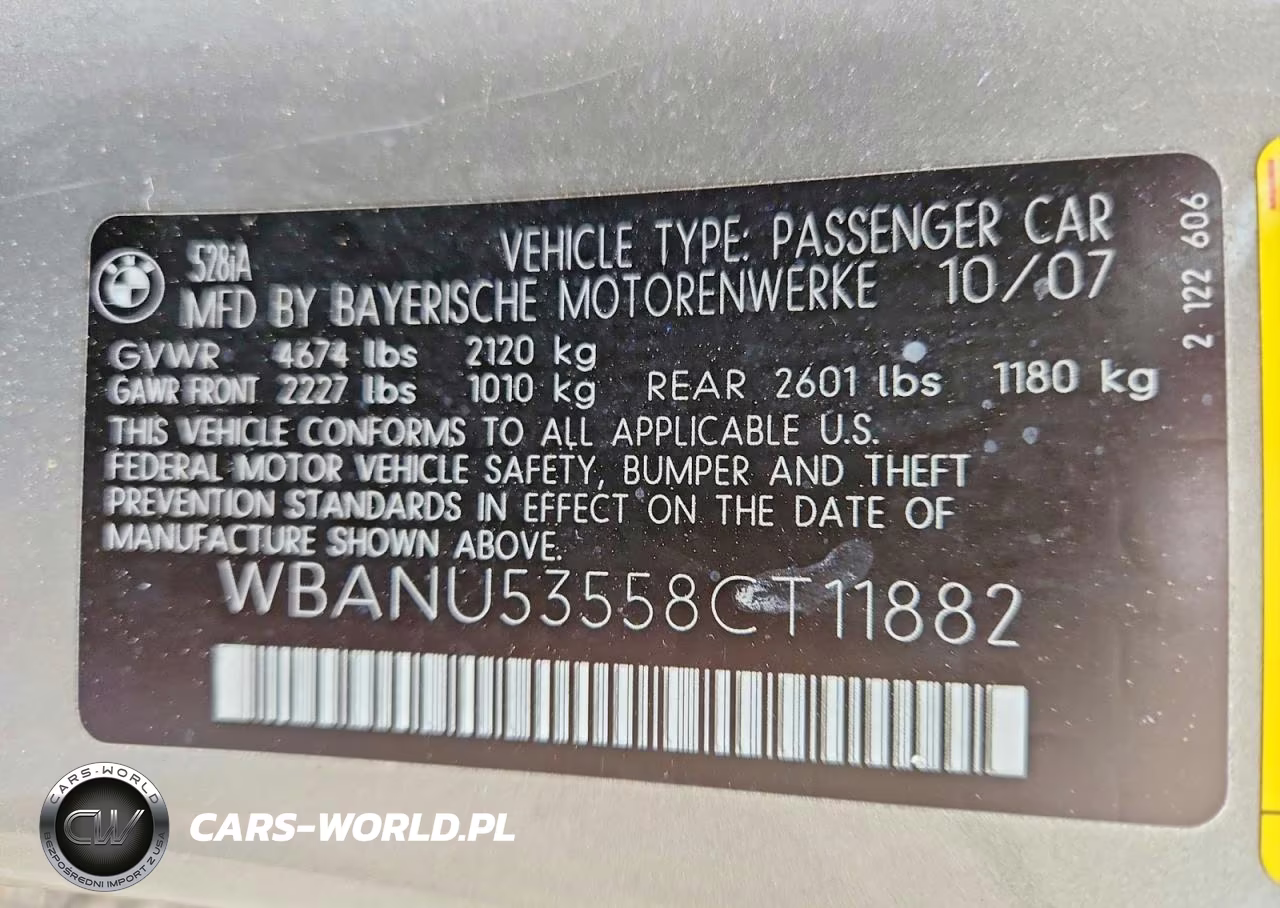 528iA
VEHICLE TYPE: PASSENGER CAR
MFD BY BAYERISCHE MOTORENWERKE 10/07
GVWR 4674 lbs 2120 kg
GAWR FRONT 2227 lbs 1010 kg REAR 2601 lbs 1180 kg
THIS VEHICLE CONFORMS TO ALL APPLICABLE U.S.
FEDERAL MOTOR VEHICLE SAFETY, BUMPER AND THEFT
PREVENTION STANDARDS IN EFFECT ON THE DATE OF
MANUFACTURE SHOWN ABOVE.
WBANU53558CT11882
2 122 606
CARS-WORLD
CW
BEZPOŚREDNI IMPORT Z USA
CARS-WORLD.PL